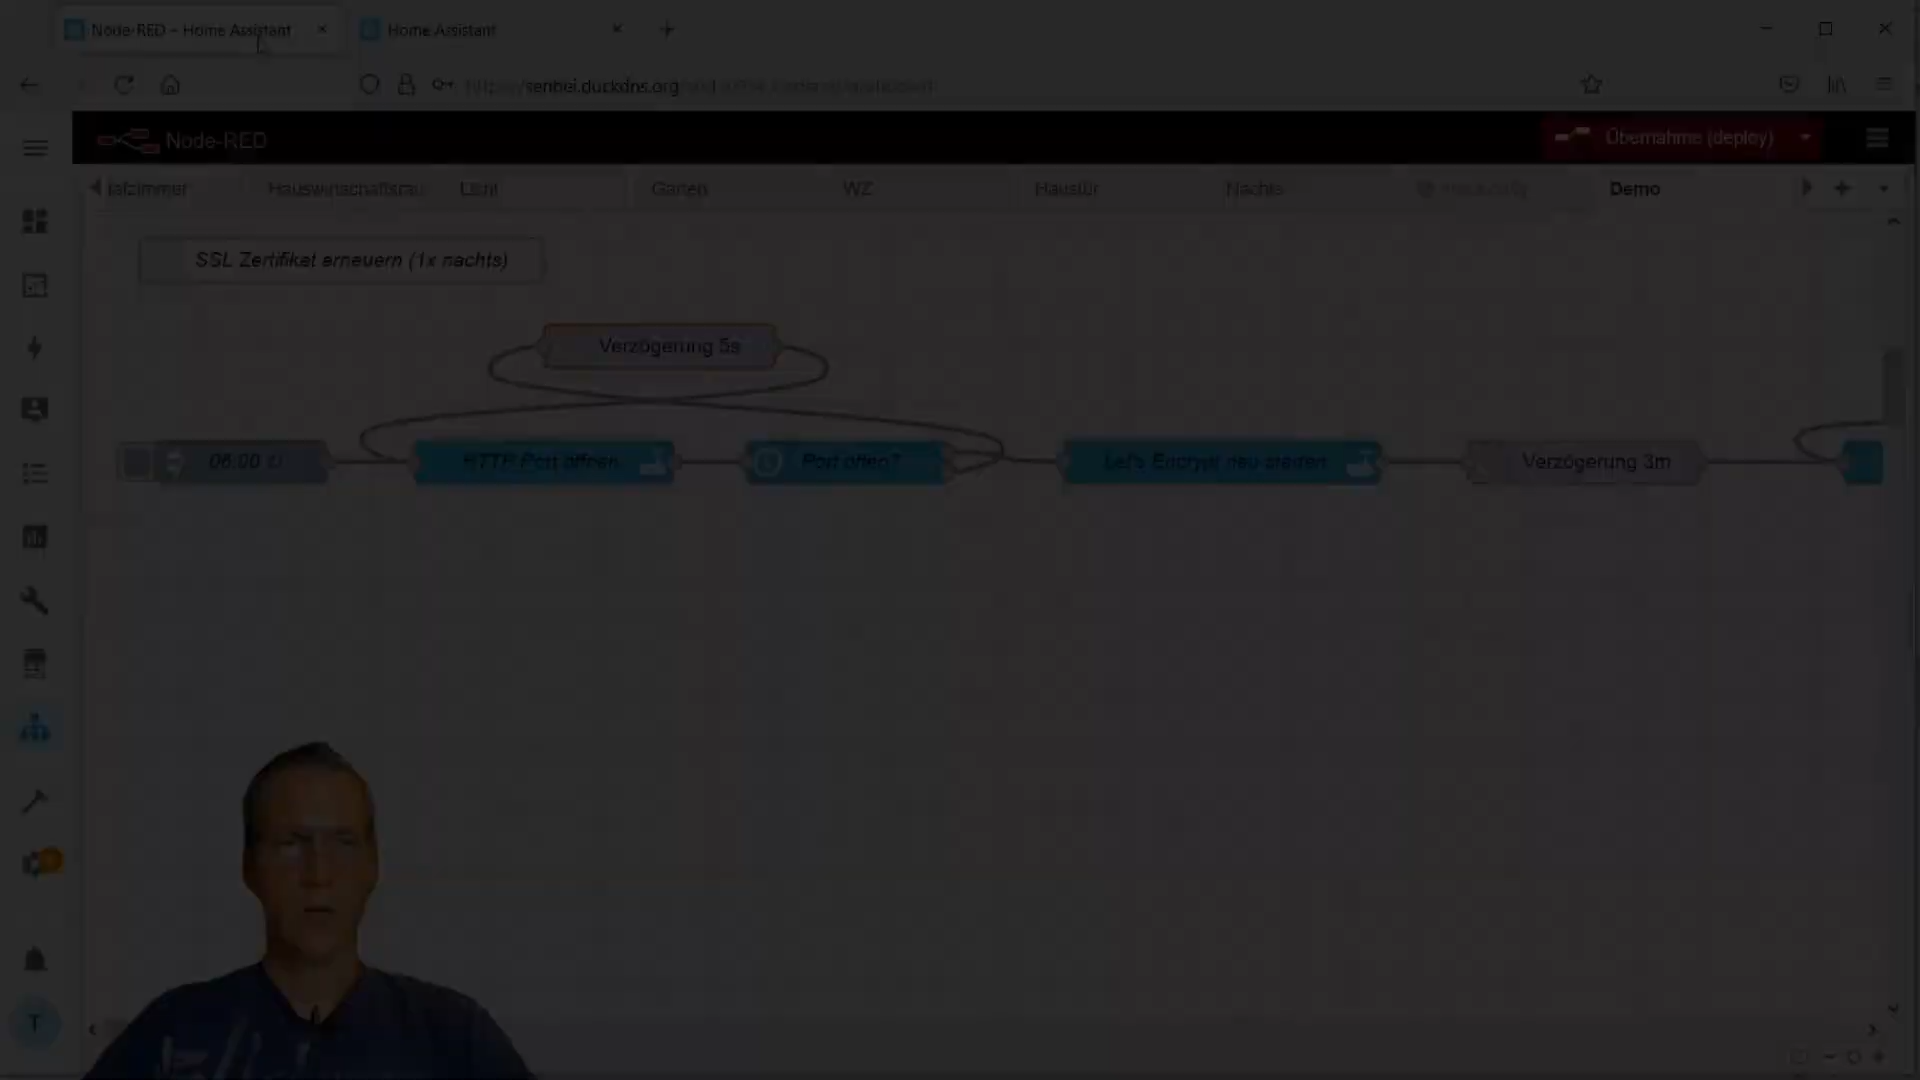 Node-RED – Home Assistant
Home Assistant
senbei.duckdns.org
Node-RED
Übernahme (deploy)
Licht
Garten
WZ
Haustür
Nachts
Demo
SSL Zertifikat erneuern (1x nachts)
Verzögerung 5s
06:00 ↻
HTTP Port öffnen
Port offen?
Let's Encrypt neu starten
Verzögerung 3m
T